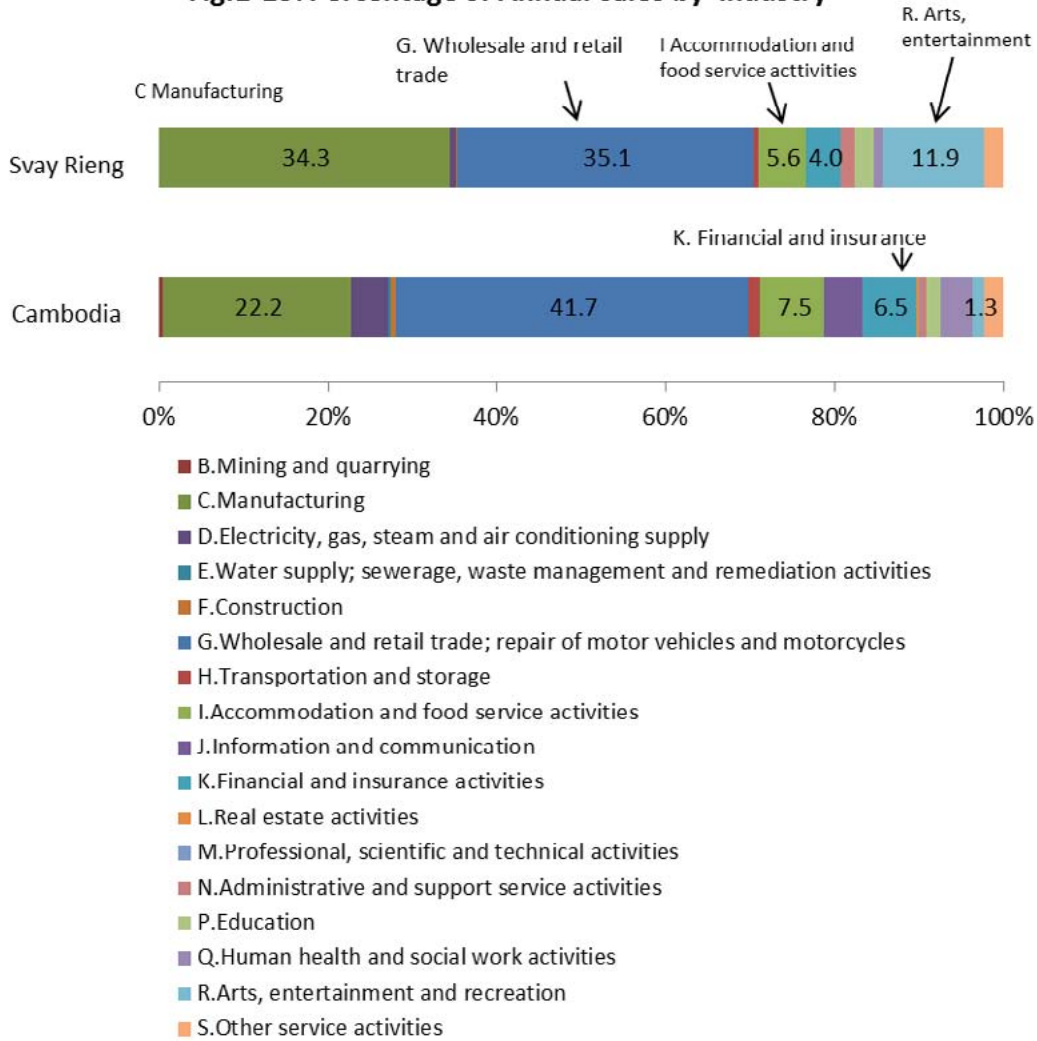 Percentage of Annual Sales by Industry
R. Arts,
entertainment
G. Wholesale and retail
trade
I Accommodation and
food service acttivities
C Manufacturing
Svay Rieng
34.3
35.1
5.6
4.0
11.9
K. Financial and insurance
Cambodia
22.2
41.7
7.5
6.5
1.3
0%
20%
40%
60%
80%
100%
B.Mining and quarrying
C.Manufacturing
D.Electricity, gas, steam and air conditioning supply
E.Water supply; sewerage, waste management and remediation activities
F.Construction
G.Wholesale and retail trade; repair of motor vehicles and motorcycles
H.Transportation and storage
I.Accommodation and food service activities
J.Information and communication
K.Financial and insurance activities
L.Real estate activities
M.Professional, scientific and technical activities
N.Administrative and support service activities
P.Education
Q.Human health and social work activities
R.Arts, entertainment and recreation
S.Other service activities